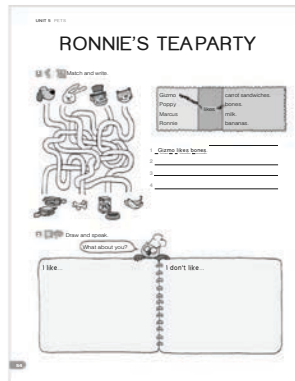 UNIT 5 PETS
RONNIE'S TEA PARTY
Match and write.
Gizmo
Poppy
Marcus
Ronnie
likes
carrot sandwiches.
bones.
milk.
bananas.
1 Gizmo likes bones.
2
3
4
Draw and speak.
What about you?
I like...
I don't like...